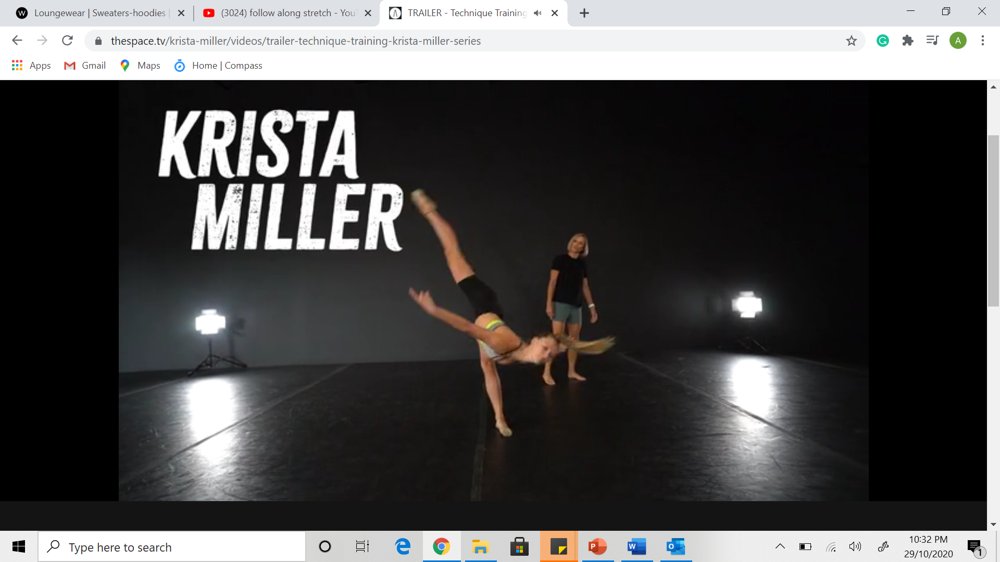 Loungewear | Sweaters-hoodies |
(3024) follow along stretch - You
TRAILER - Technique Training
thespace.tv/krista-miller/videos/trailer-technique-training-krista-miller-series
A
Apps
Gmail
Maps
Home | Compass
KRISTA
MILLER
Type here to search
10:32 PM
29/10/2020
1